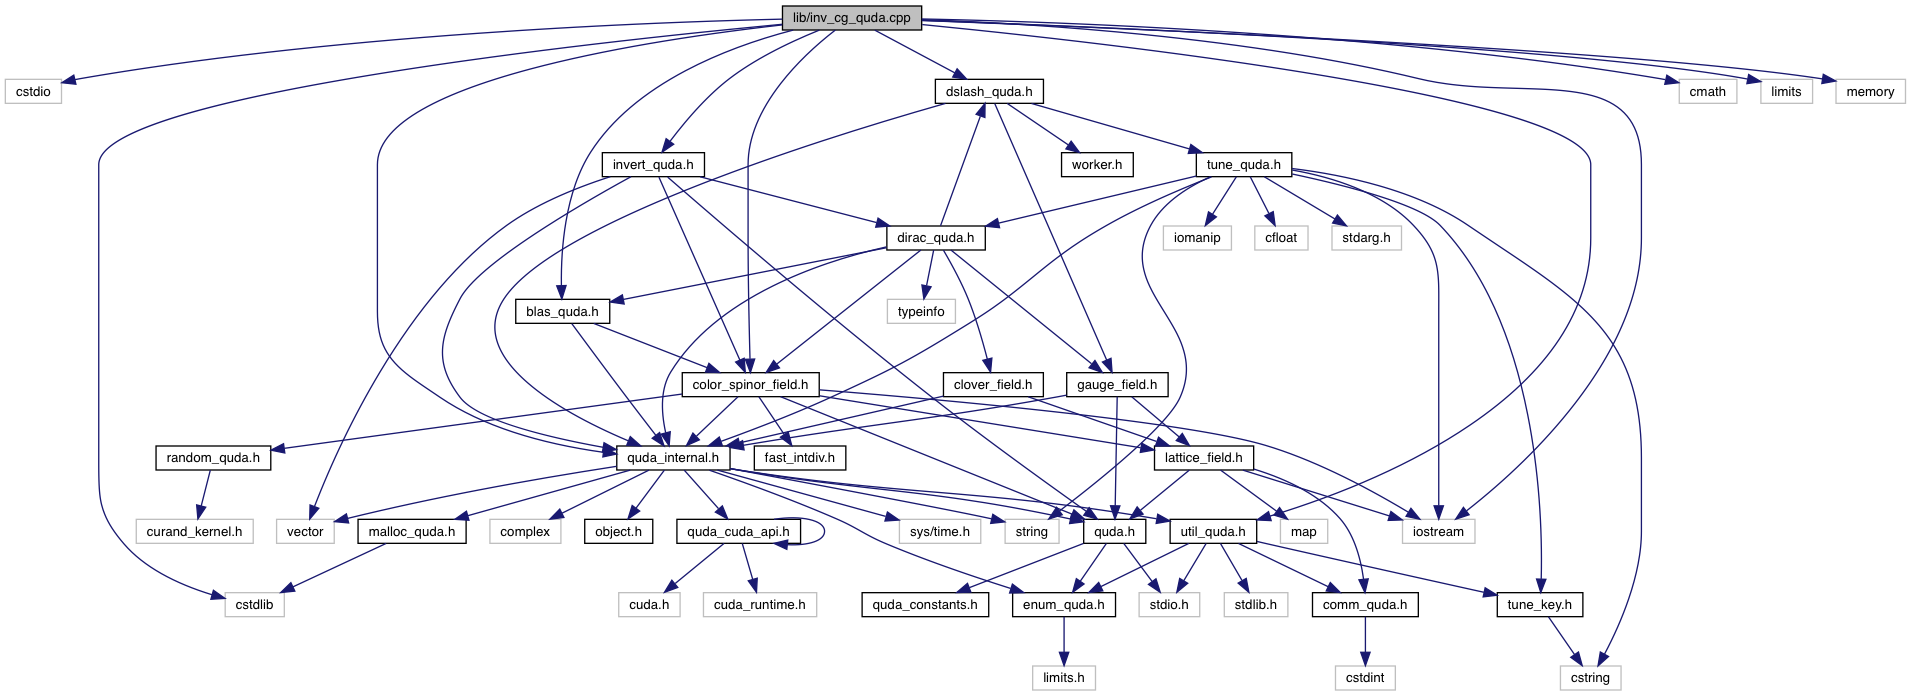 lib/inv_cg_quda.cpp
cstdio
dslash_quda.h
cmath
limits
memory
invert_quda.h
worker.h
tune_quda.h
dirac_quda.h
iomanip
cfloat
stdarg.h
blas_quda.h
typeinfo
color_spinor_field.h
clover_field.h
gauge_field.h
random_quda.h
quda_internal.h
fast_intdiv.h
lattice_field.h
curand_kernel.h
vector
malloc_quda.h
complex
object.h
quda_cuda_api.h
sys/time.h
string
quda.h
util_quda.h
map
iostream
cstdlib
cuda.h
cuda_runtime.h
quda_constants.h
enum_quda.h
stdio.h
stdlib.h
comm_quda.h
tune_key.h
limits.h
cstdint
cstring